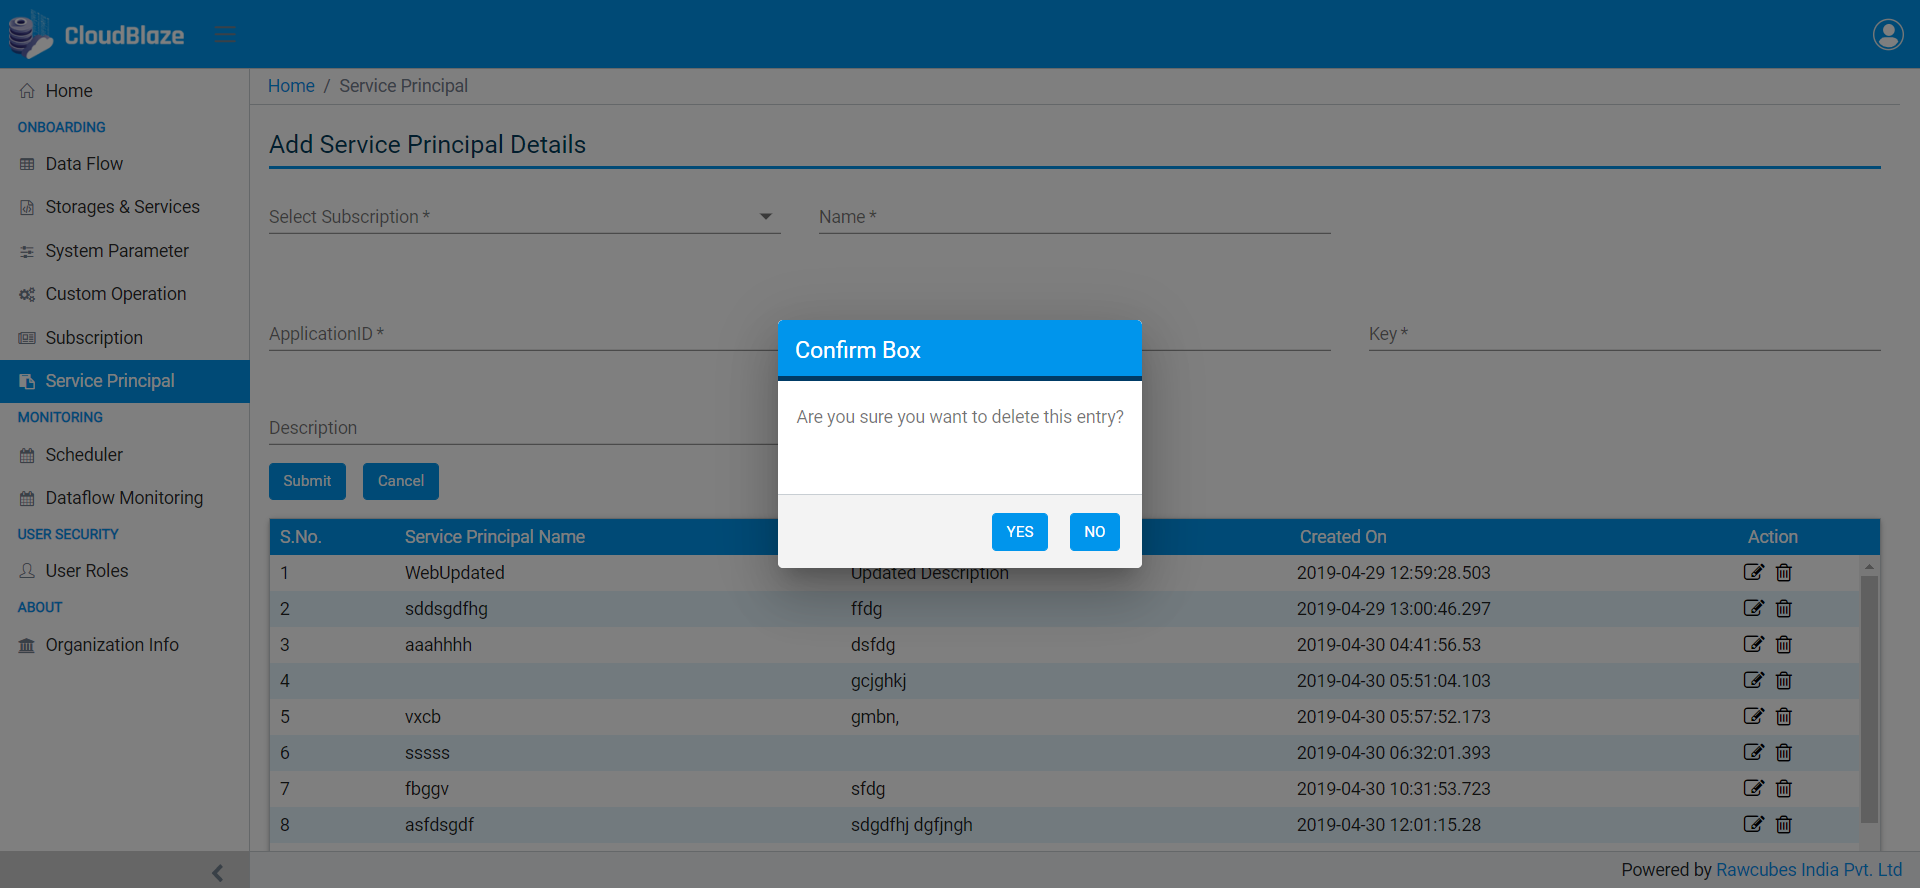 CloudBlaze
Home
ONBOARDING
Data Flow
Storages & Services
System Parameter
Custom Operation
Subscription
Service Principal
MONITORING
Scheduler
Dataflow Monitoring
USER SECURITY
User Roles
ABOUT
Organization Info
Home / Service Principal
Add Service Principal Details
Select Subscription *
Name *
ApplicationID *
Key *
Description
Submit Cancel
Confirm Box
Are you sure you want to delete this entry?
YES NO
S.No. Service Principal Name Created On Action
1 WebUpdated Updated Description 2019-04-29 12:59:28.503
2 sddsgdfhg ffdg 2019-04-29 13:00:46.297
3 aaahhhh dsfdg 2019-04-30 04:41:56.53
4 gcjghkj 2019-04-30 05:51:04.103
5 vxcb gmbn, 2019-04-30 05:57:52.173
6 sssss 2019-04-30 06:32:01.393
7 fbggv sfdg 2019-04-30 10:31:53.723
8 asfdsgdf sdgdfhj dgfjngh 2019-04-30 12:01:15.28
Powered by Rawcubes India Pvt. Ltd